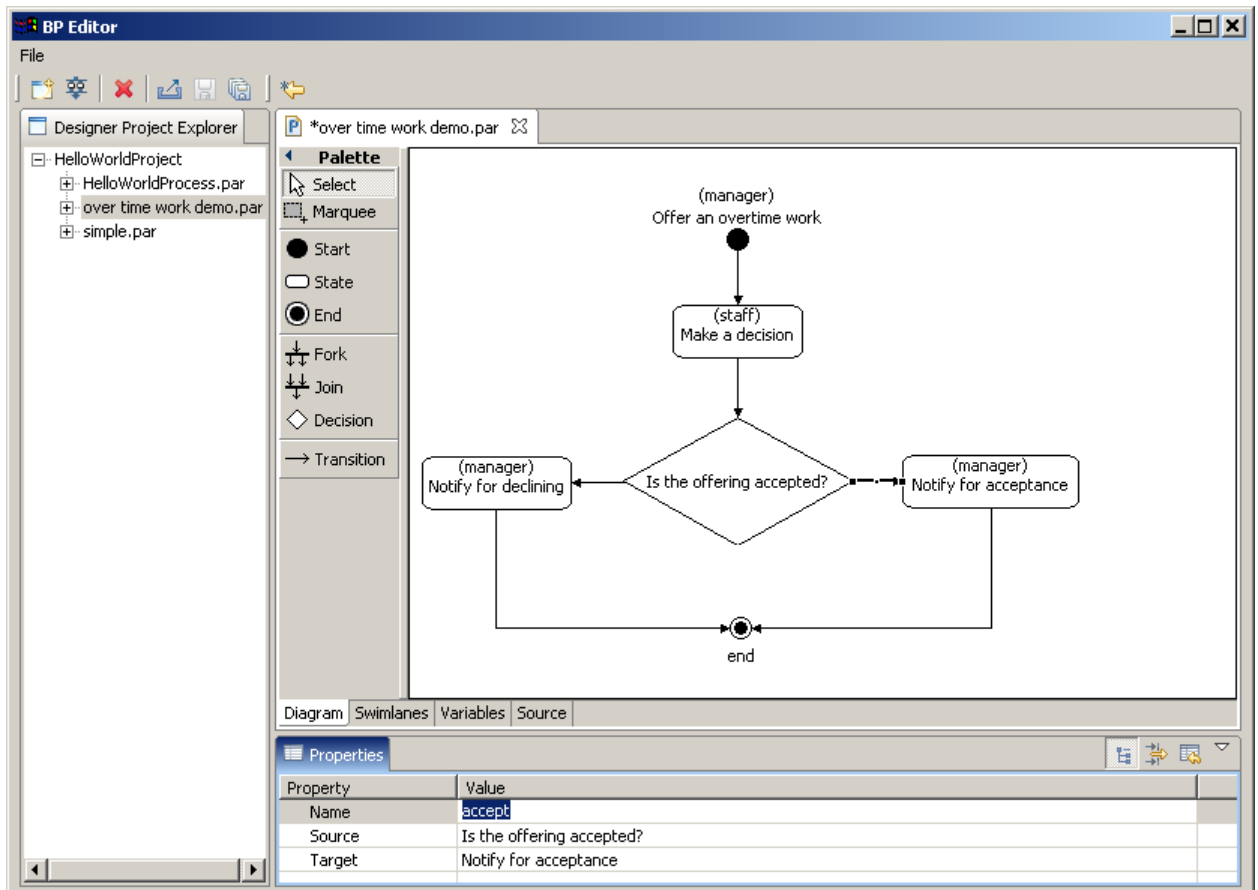 BP Editor
File
Designer Project Explorer
HelloWorldProject
HelloWorldProcess.par
over time work demo.par
simple.par
*over time work demo.par
Palette
Select
Marquee
Start
State
End
Fork
Join
Decision
Transition
(manager)
Offer an overtime work
(staff)
Make a decision
(manager)
Notify for declining
Is the offering accepted?
(manager)
Notify for acceptance
end
Diagram Swimlanes Variables Source
Properties
Property Value
Name accept
Source Is the offering accepted?
Target Notify for acceptance